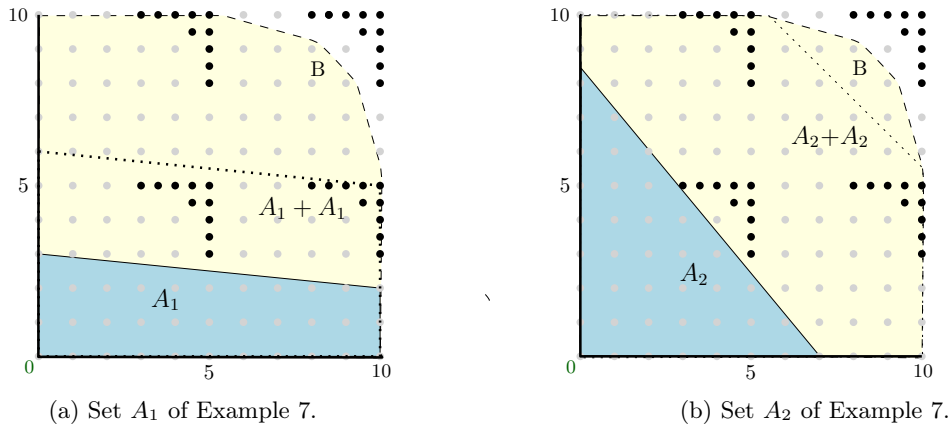 10
B
5
A₁ + A₁
A₁
0
5
10
(a) Set A₁ of Example 7.
10
B
A₂+A₂
5
A₂
0
5
10
(b) Set A₂ of Example 7.